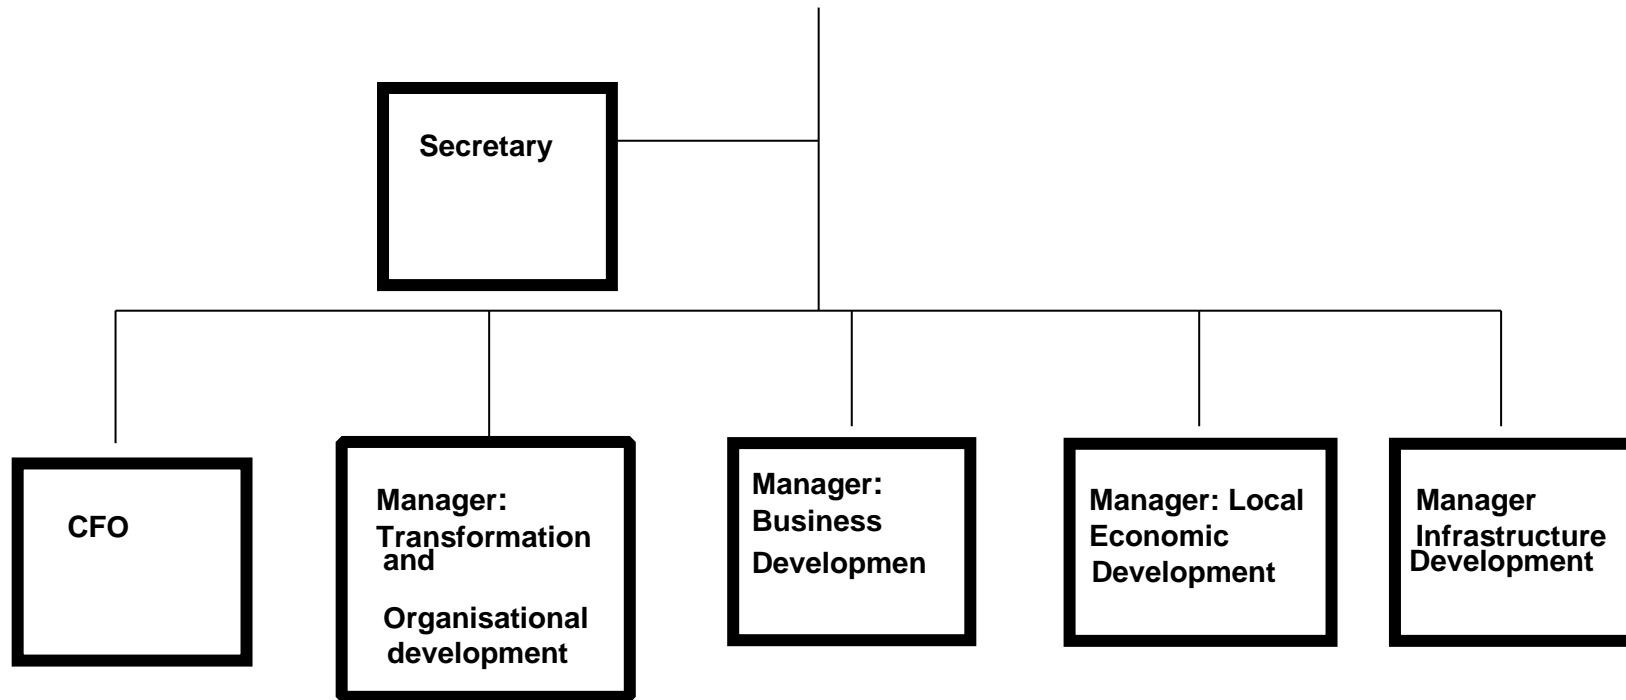 Secretary
CFO
Manager:
Transformation
and
Organisational
development
Manager:
Business
Developmen
Manager: Local
Economic
Development
Manager
Infrastructure
Development